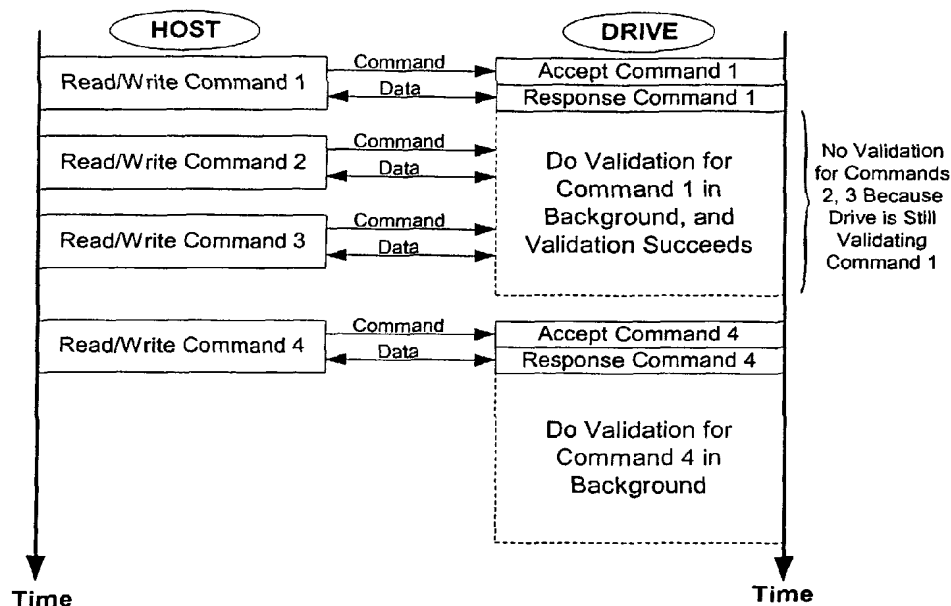 HOST
DRIVE
Read/Write Command 1
Command
Data
Accept Command 1
Response Command 1
Read/Write Command 2
Command
Data
Do Validation for
Command 1 in
Background, and
Validation Succeeds
No Validation
for Commands
2, 3 Because
Drive is Still
Validating
Command 1
Read/Write Command 3
Command
Data
Read/Write Command 4
Command
Data
Accept Command 4
Response Command 4
Do Validation for
Command 4 in
Background
Time
Time